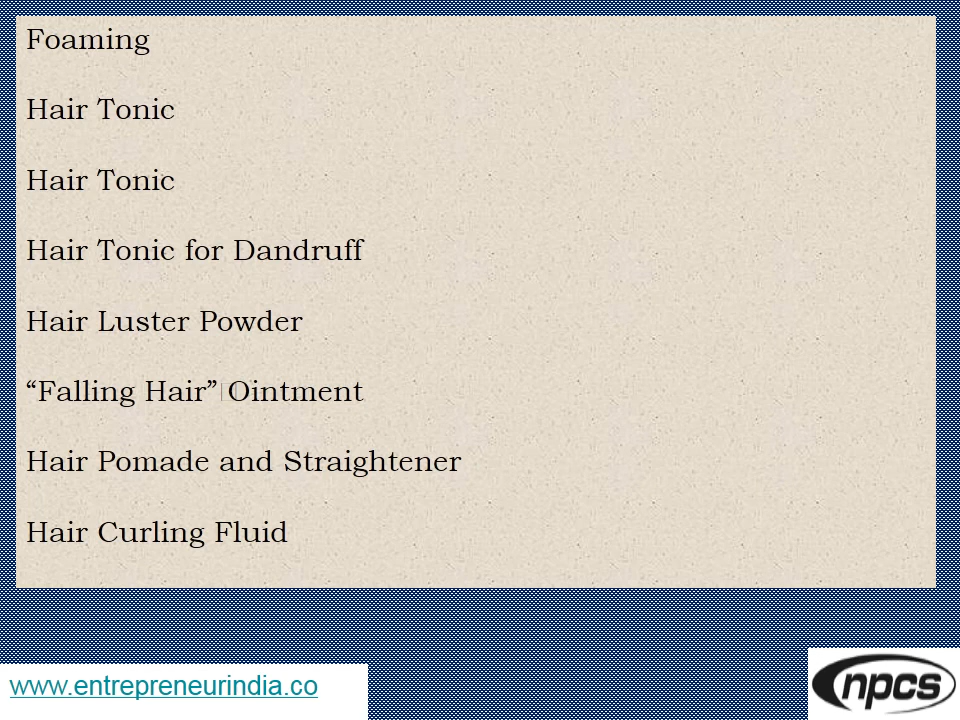 Foaming
Hair Tonic
Hair Tonic
Hair Tonic for Dandruff
Hair Luster Powder
“Falling Hair” Ointment
Hair Pomade and Straightener
Hair Curling Fluid
www.entrepreneurindia.co
npcs